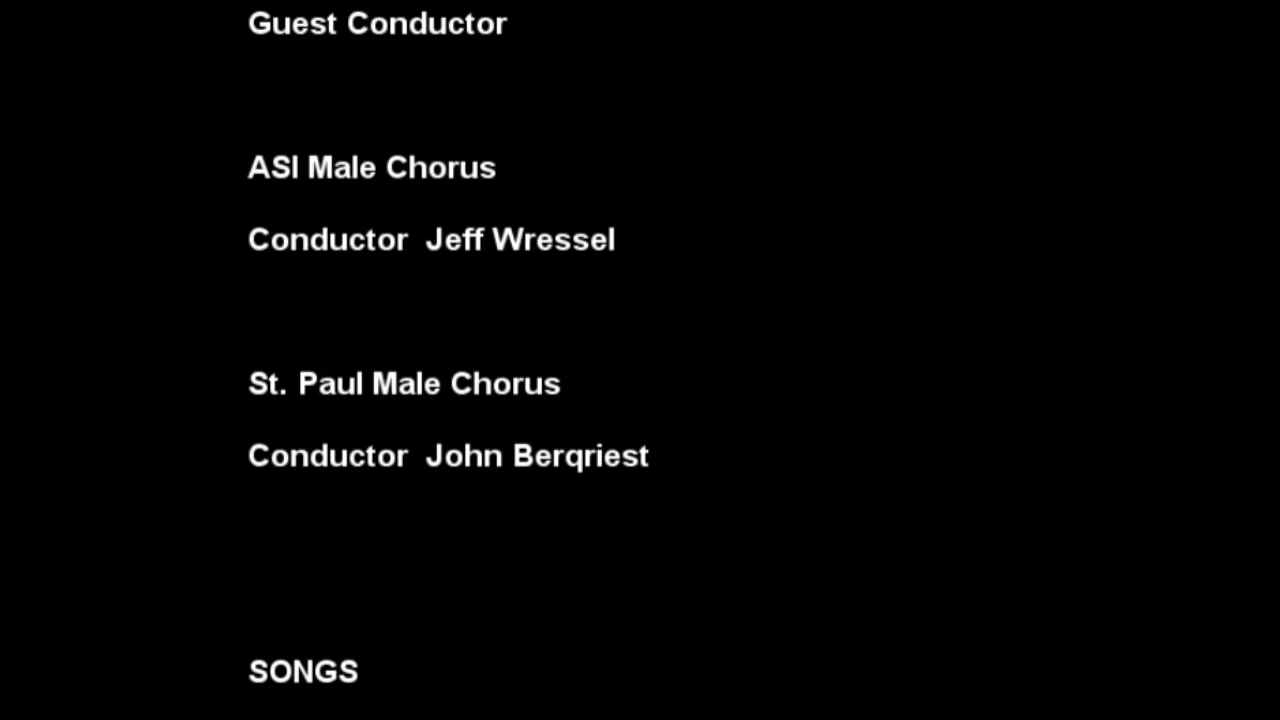 Guest Conductor
ASI Male Chorus
Conductor  Jeff Wressel
St. Paul Male Chorus
Conductor  John Berqriest
SONGS